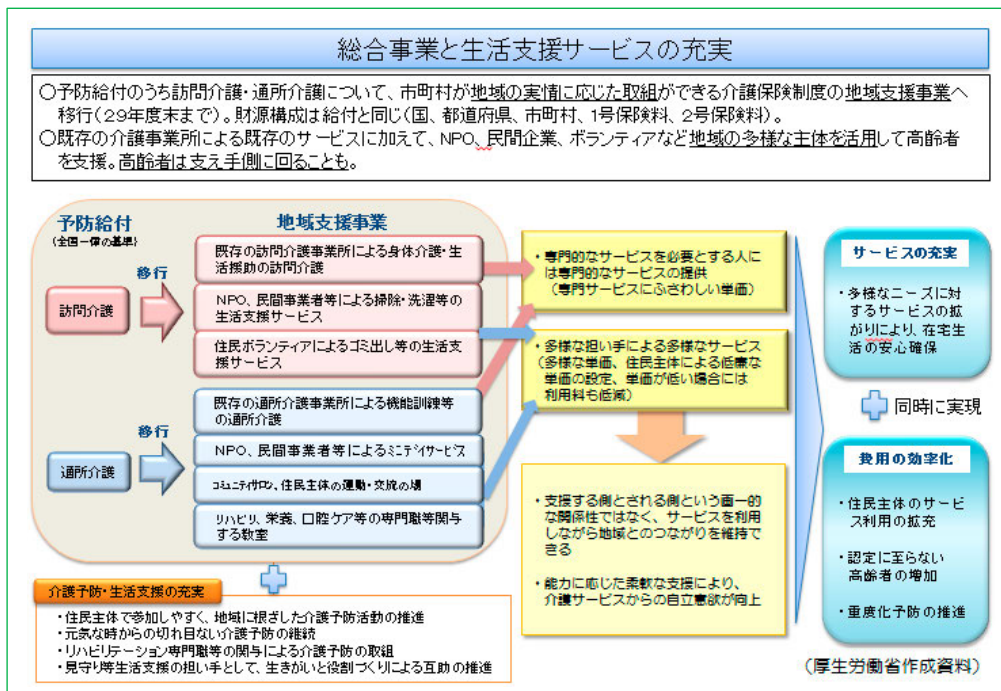 総合事業と生活支援サービスの充実
○予防給付のうち訪問介護・通所介護について、市町村が地域の実情に応じた取組ができる介護保険制度の地域支援事業へ
移行(29年度末まで)。財源構成は給付と同じ(国、都道府県、市町村、1号保険料、2号保険料)。
○既存の介護事業所による既存のサービスに加えて、NPO、民間企業、ボランティアなど地域の多様な主体を活用して高齢者
を支援。高齢者は支え手側に回ることも。
予防給付
(全国一律の基準)
地域支援事業
移行
訪問介護
既存の訪問介護事業所による身体介護・生
活援助の訪問介護
NPO、民間事業者等による掃除・洗濯等の
生活支援サービス
住民ボランティアによるゴミ出し等の生活支
援サービス
移行
通所介護
既存の通所介護事業所による機能訓練等
の通所介護
NPO、民間事業者等によるミニデイサービス
コミュニティサロン、住民主体の運動・交流の場
リハビリ、栄養、口腔ケア等の専門職等関与
する教室
介護予防・生活支援の充実
・住民主体で参加しやすく、地域に根ざした介護予防活動の推進
・元気な時からの切れ目ない介護予防の継続
・リハビリテーション専門職等の関与による介護予防の取組
・見守り等生活支援の担い手として、生きがいと役割づくりによる互助の推進
・専門的なサービスを必要とする人に
は専門的なサービスの提供
(専門サービスにふさわしい単価)
・多様な担い手による多様なサービス
(多様な単価、住民主体による低廉な
単価の設定、単価が低い場合には
利用料も低減)
・支援する側とされる側という画一的
な関係性ではなく、サービスを利用
しながら地域とのつながりを維持で
きる
・能力に応じた柔軟な支援により、
介護サービスからの自立意欲が向上
サービスの充実
・多様なニーズに対
するサービスの拡
がりにより、在宅生
活の安心確保
同時に実現
費用の効率化
・住民主体のサービ
ス利用の拡充
・認定に至らない
高齢者の増加
・重度化予防の推進
(厚生労働省作成資料)